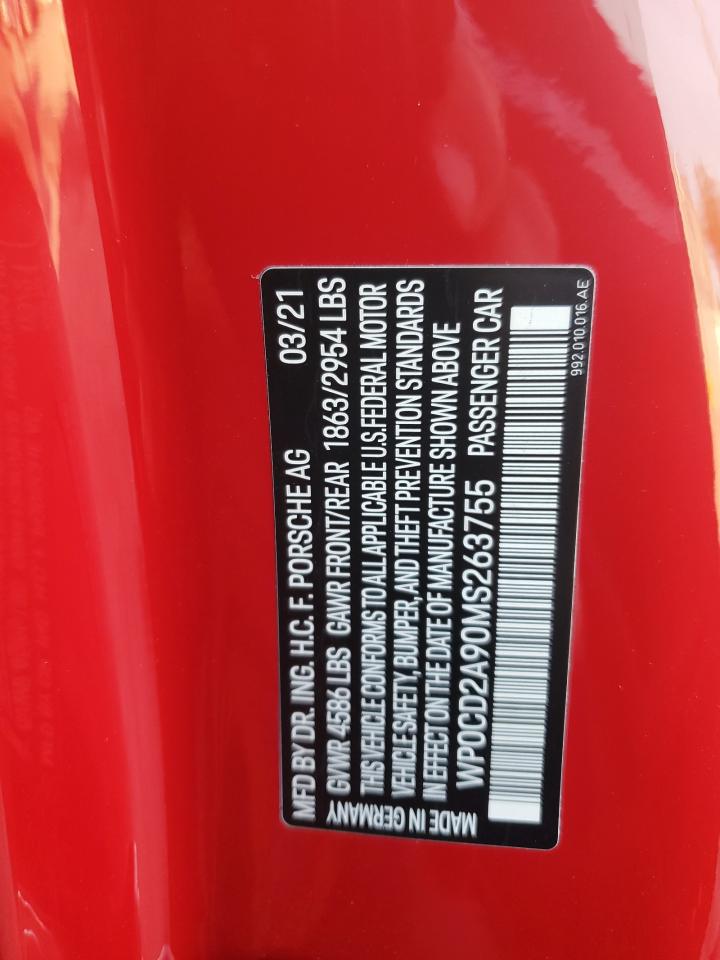 MFD BY DR. ING. H.C. F. PORSCHE AG 03/21
GVWR 4586 LBS GAWR FRONT/REAR 1863/2954 LBS
THIS VEHICLE CONFORMS TO ALL APPLICABLE U.S. FEDERAL MOTOR
VEHICLE SAFETY, BUMPER, AND THEFT PREVENTION STANDARDS
IN EFFECT ON THE DATE OF MANUFACTURE SHOWN ABOVE
WP0CD2A90MS263755 PASSENGER CAR
992.010.016.AE
MADE IN GERMANY